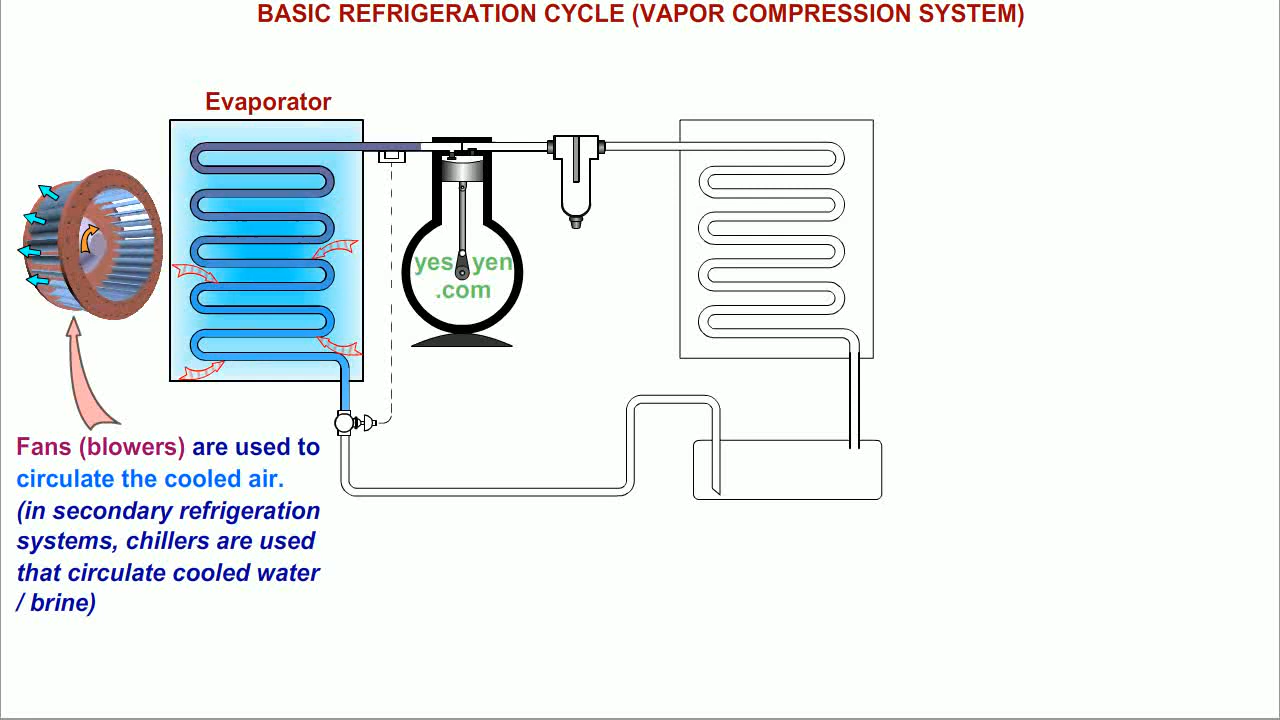 BASIC REFRIGERATION CYCLE (VAPOR COMPRESSION SYSTEM)
Evaporator
yes yen
.com
Fans (blowers) are used to
circulate the cooled air.
(in secondary refrigeration
systems, chillers are used
that circulate cooled water
/ brine)